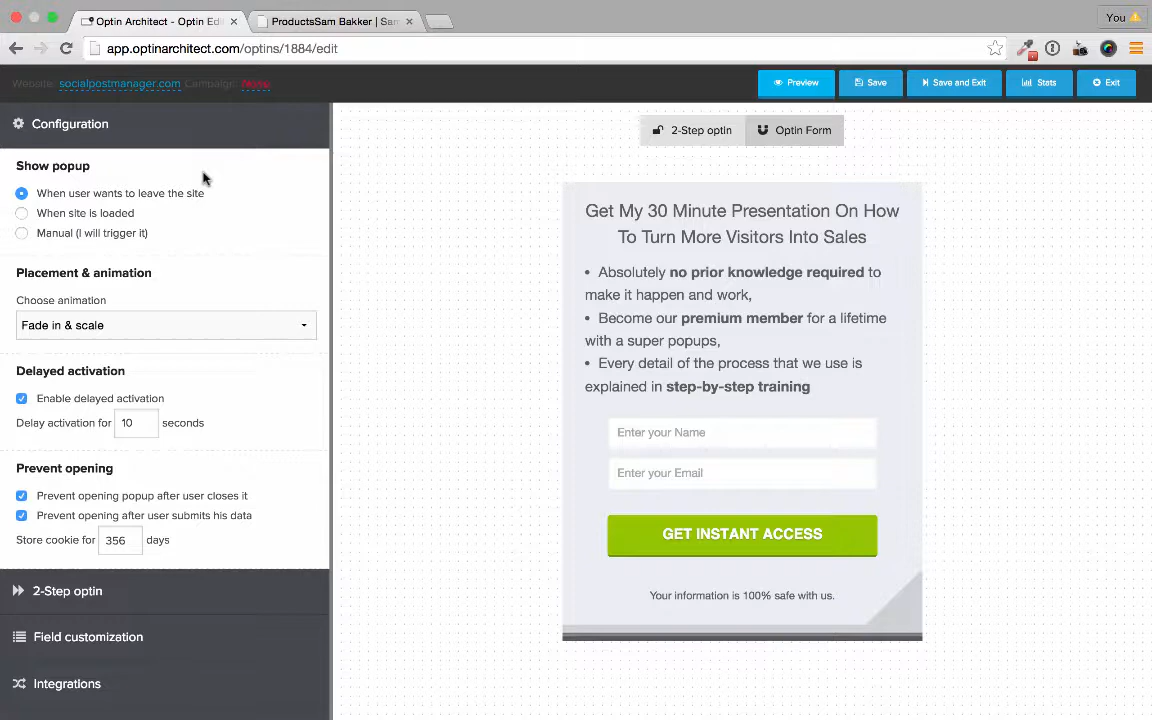 Optin Architect - Optin Edi
ProductsSam Bakker | Sam
You
app.optinarchitect.com/optins/1884/edit
Website: socialpostmanager.com Campaign: None
Preview
Save
Save and Exit
Stats
Exit
Configuration
Show popup
When user wants to leave the site
When site is loaded
Manual (I will trigger it)
Placement & animation
Choose animation
Fade in & scale
Delayed activation
Enable delayed activation
Delay activation for 10 seconds
Prevent opening
Prevent opening popup after user closes it
Prevent opening after user submits his data
Store cookie for 356 days
2-Step optin
Field customization
Integrations
2-Step optin
Optin Form
Get My 30 Minute Presentation On How
To Turn More Visitors Into Sales
• Absolutely no prior knowledge required to
make it happen and work,
• Become our premium member for a lifetime
with a super popups,
• Every detail of the process that we use is
explained in step-by-step training
Enter your Name
Enter your Email
GET INSTANT ACCESS
Your information is 100% safe with us.